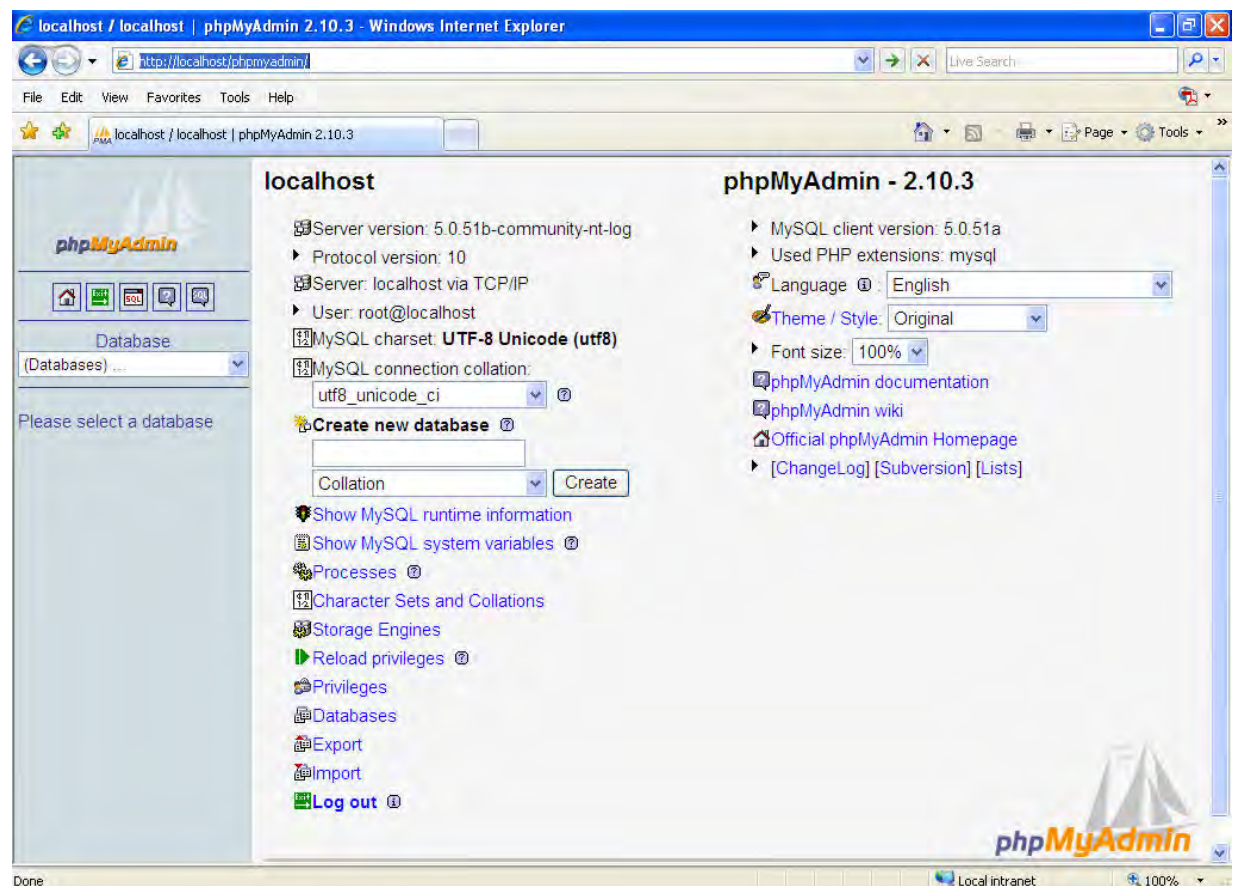 localhost / localhost | phpMyAdmin 2.10.3 - Windows Internet Explorer
http://localhost/phpmyadmin/
Live Search
File Edit View Favorites Tools Help
PMA localhost / localhost | phpMyAdmin 2.10.3
Page Tools »
phpMyAdmin
Exit SQL ? SQL
Database
(Databases) ...
Please select a database
localhost
Server version: 5.0.51b-community-nt-log
Protocol version: 10
Server: localhost via TCP/IP
User: root@localhost
MySQL charset: UTF-8 Unicode (utf8)
MySQL connection collation:
utf8_unicode_ci
Create new database
Collation Create
Show MySQL runtime information
Show MySQL system variables
Processes
Character Sets and Collations
Storage Engines
Reload privileges
Privileges
Databases
Export
Import
Log out
phpMyAdmin - 2.10.3
MySQL client version: 5.0.51a
Used PHP extensions: mysql
Language : English
Theme / Style: Original
Font size: 100%
phpMyAdmin documentation
phpMyAdmin wiki
Official phpMyAdmin Homepage
[ChangeLog] [Subversion] [Lists]
phpMyAdmin
Done
Local intranet
100%